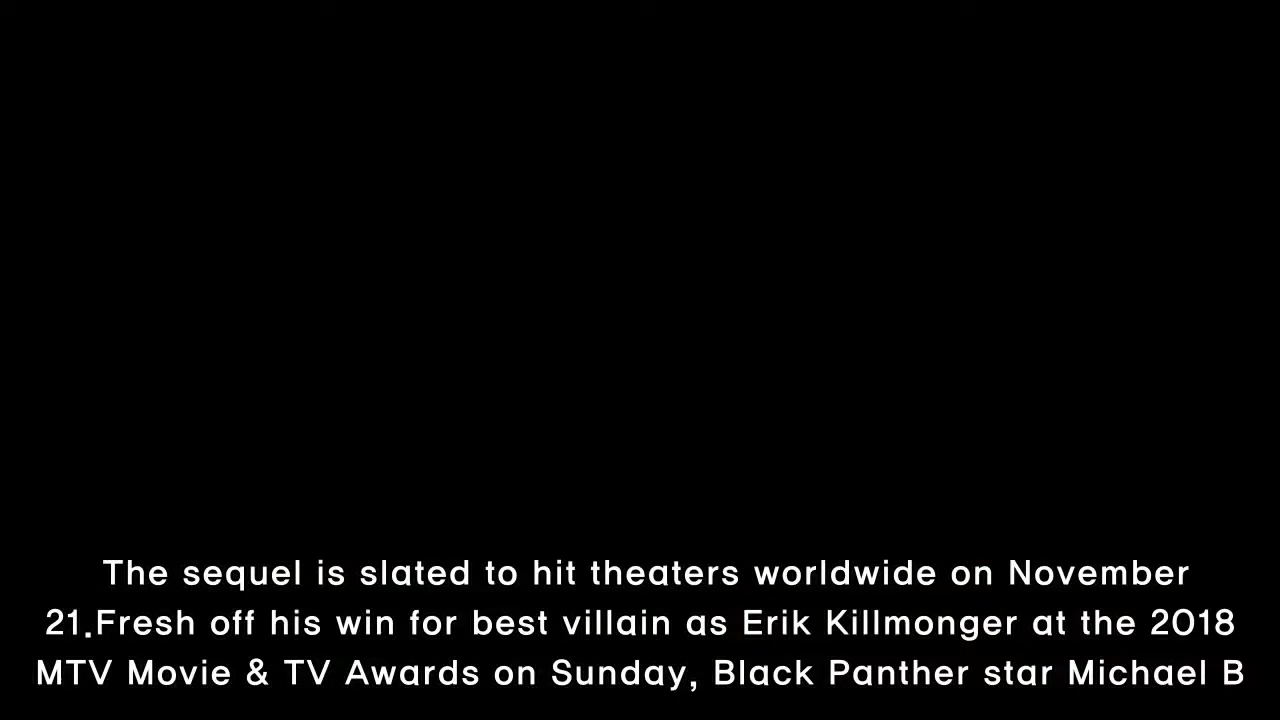 The sequel is slated to hit theaters worldwide on November
21.Fresh off his win for best villain as Erik Killmonger at the 2018
MTV Movie & TV Awards on Sunday, Black Panther star Michael B